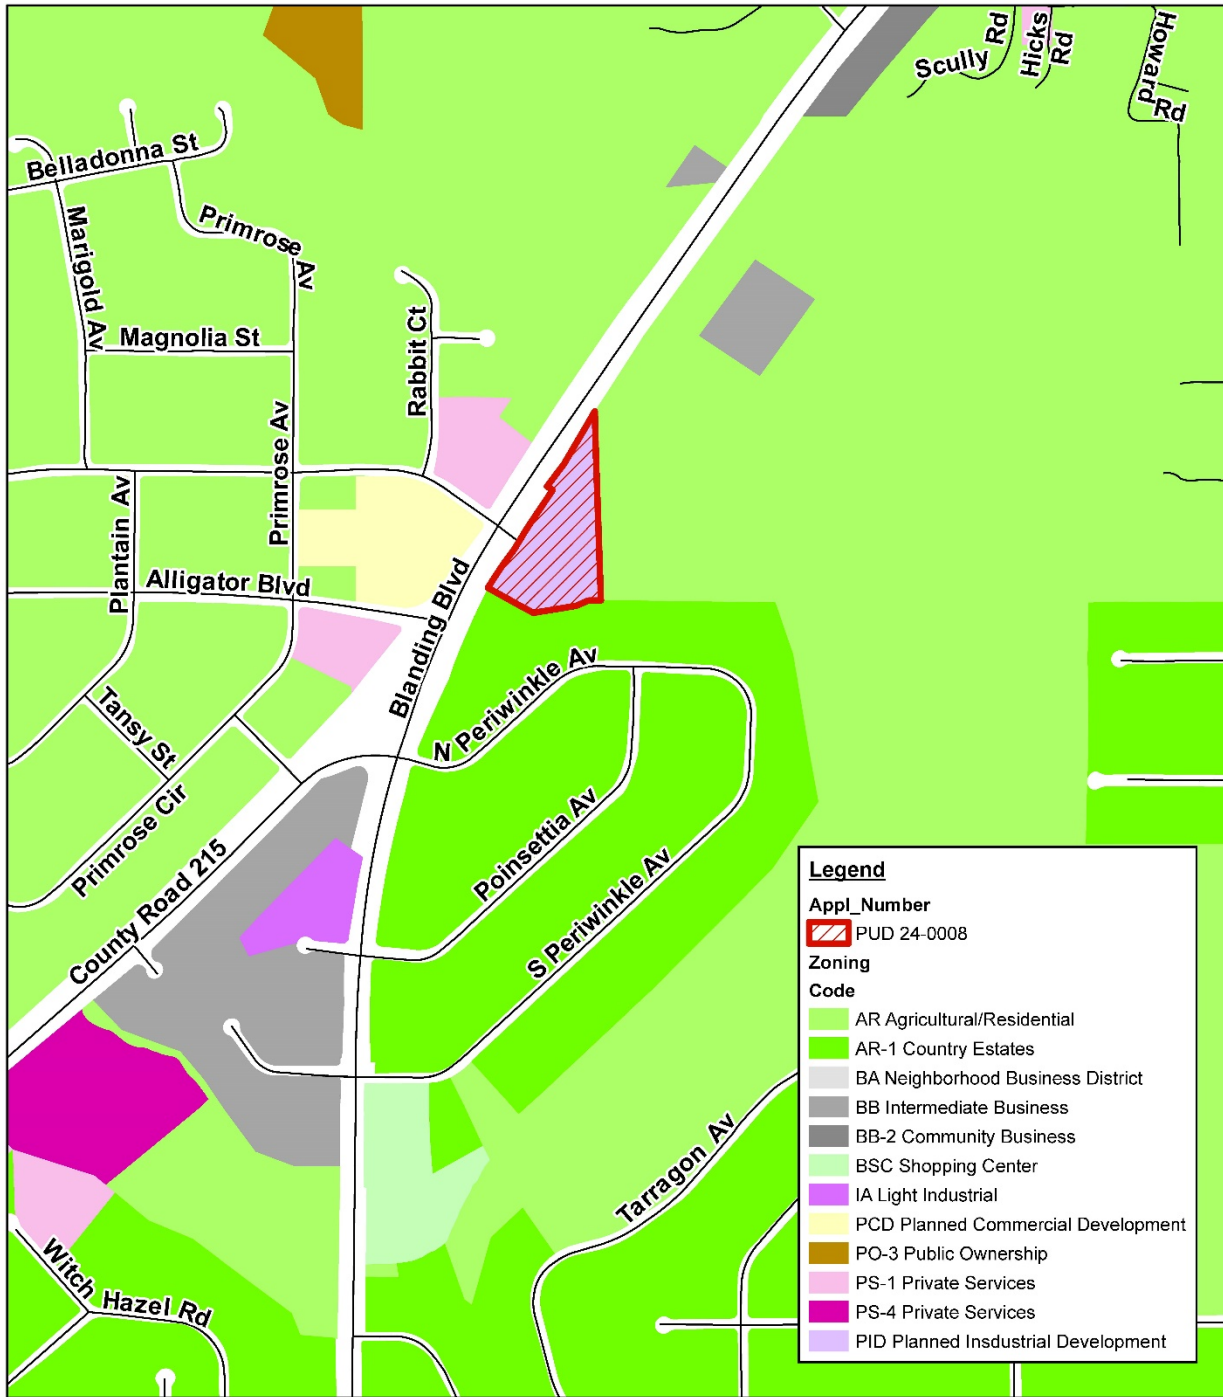 Scully Rd
Hicks Rd
Howard Rd
Belladonna St
Marigold Av
Primrose Av
Magnolia St
Rabbit Ct
Primrose Av
Plantain Av
Alligator Blvd
Blanding Blvd
N Periwinkle Av
Tansy St
Primrose Cir
Poinsettia Av
County Road 215
S Periwinkle Av
Tarragon Av
Witch Hazel Rd
Legend
Appl_Number
PUD 24-0008
Zoning
Code
AR Agricultural/Residential
AR-1 Country Estates
BA Neighborhood Business District
BB Intermediate Business
BB-2 Community Business
BSC Shopping Center
IA Light Industrial
PCD Planned Commercial Development
PO-3 Public Ownership
PS-1 Private Services
PS-4 Private Services
PID Planned Insdustrial Development